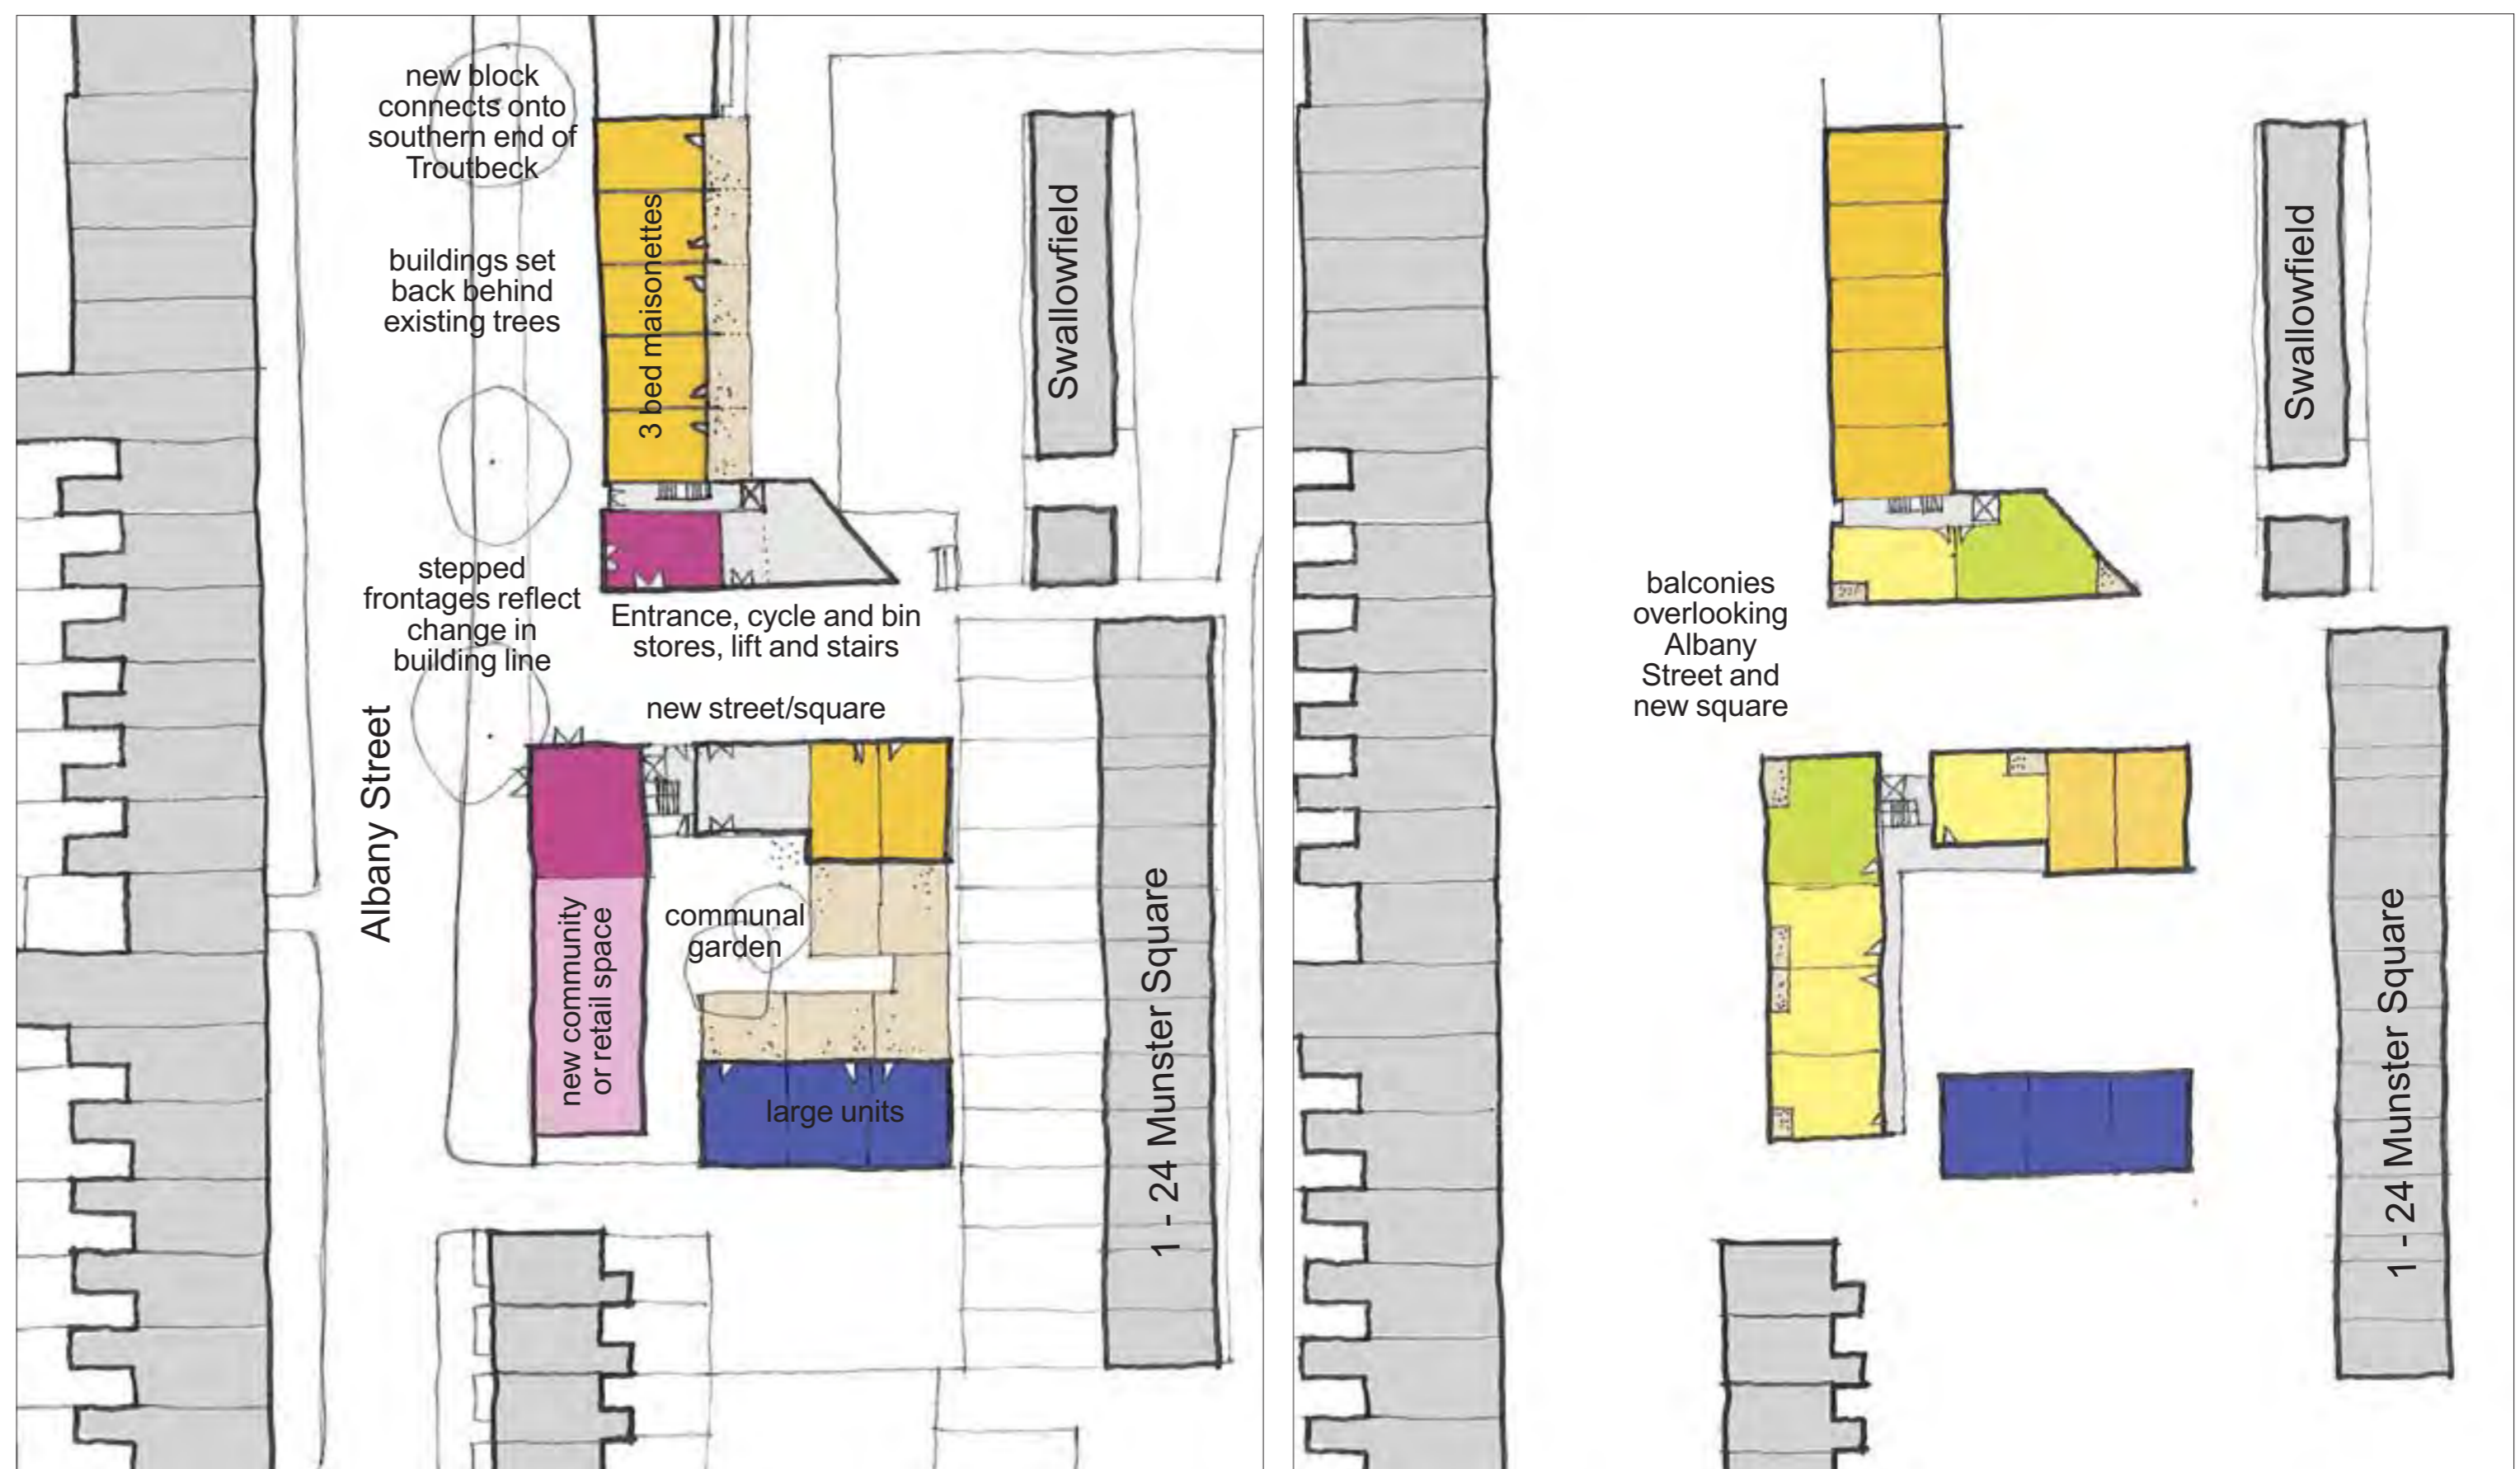 new block
connects onto
southern end of
Troutbeck
buildings set
back behind
existing trees
3 bed maisonettes
Swallowfield
stepped
frontages reflect
change in
building line
Entrance, cycle and bin
stores, lift and stairs
new street/square
Albany Street
new community
or retail space
communal
garden
large units
1 - 24 Munster Square
Swallowfield
balconies
overlooking
Albany
Street and
new square
1 - 24 Munster Square